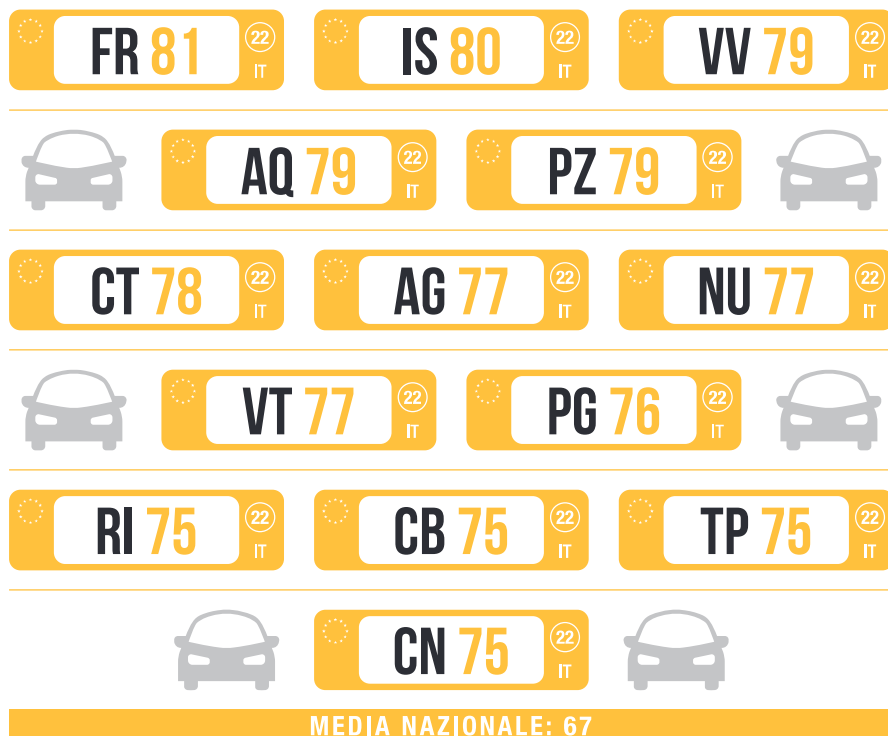 FR 81 22 IT IS 80 22 IT VV 79 22 IT
AQ 79 22 IT PZ 79 22 IT
CT 78 22 IT AG 77 22 IT NU 77 22 IT
VT 77 22 IT PG 76 22 IT
RI 75 22 IT CB 75 22 IT TP 75 22 IT
CN 75 22 IT
MEDIA NAZIONALE: 67